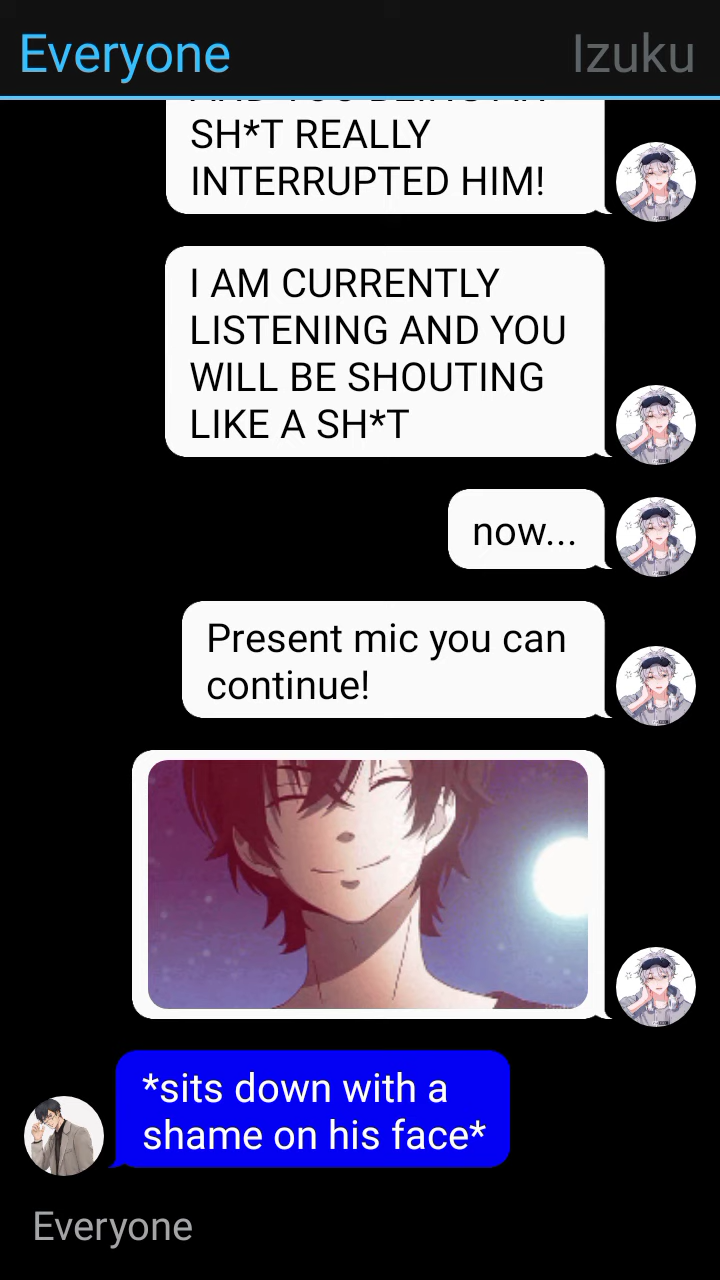 Everyone
Izuku
SH*T REALLY
INTERRUPTED HIM!
I AM CURRENTLY
LISTENING AND YOU
WILL BE SHOUTING
LIKE A SH*T
now...
Present mic you can
continue!
*sits down with a
shame on his face*
Everyone